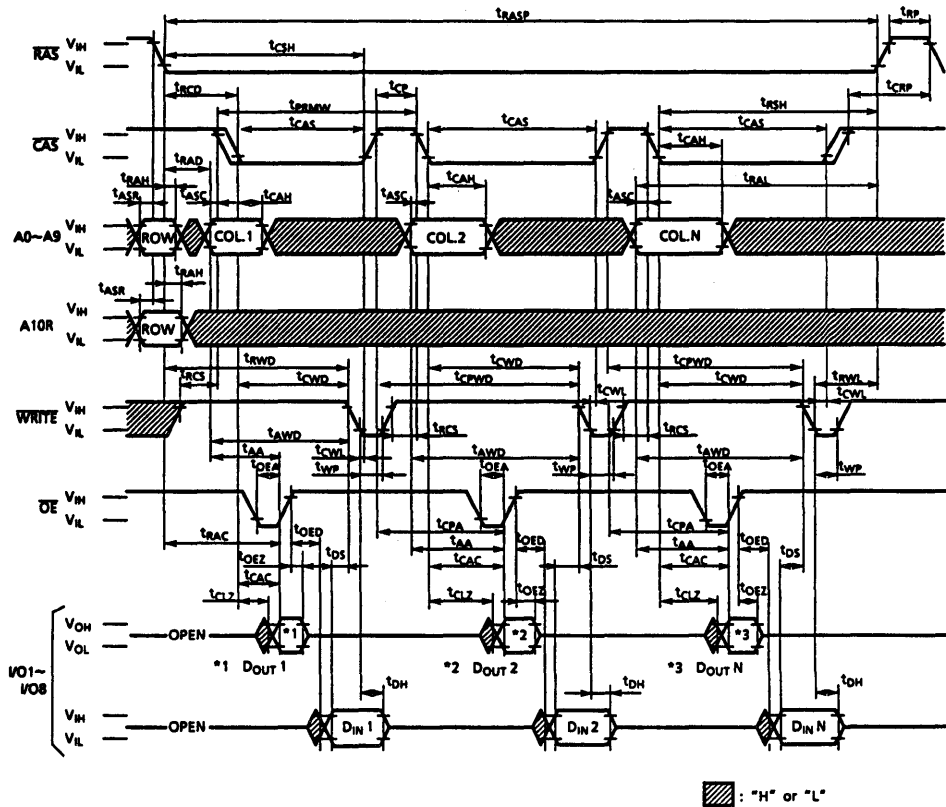 tRASP tRP
tCSH
RAS VIH
VIL
tRCD tCP tCRP
tPRMW tRSH
tCAS tCAS tCAS
CAS VIH
VIL
tCAH
tRAD
tRAH tASC tCAH tASC tCAH tASC tRAL
tASR
A0~A9 VIH
VIL
ROW COL.1 COL.2 COL.N
tRAH
tASR
A10R VIH
VIL
ROW
tRWD tCWD tCPWD
tRCS tCWD tCPWD tCWD tRWL
tCWL tCWL
WRITE VIH
VIL
tAWD tRCS tRCS
tAA tCWL tAWD tAWD
tOEA tWP tOEA tWP tOEA tWP
OE VIH
VIL
tRAC tOED tCPA tOED tCPA tOED
tOEZ tDS tAA tDS tAA tDS
tCAC tCAC tCAC
tCLZ tCLZ tOEZ tCLZ tOEZ
VOH
VOL
OPEN *1 *2 *3
*1 DOUT 1 *2 DOUT 2 *3 DOUT N
I/O1~
I/O8
tDH tDH tDH
VIH
VIL
OPEN DIN 1 DIN 2 DIN N
: "H" or "L"